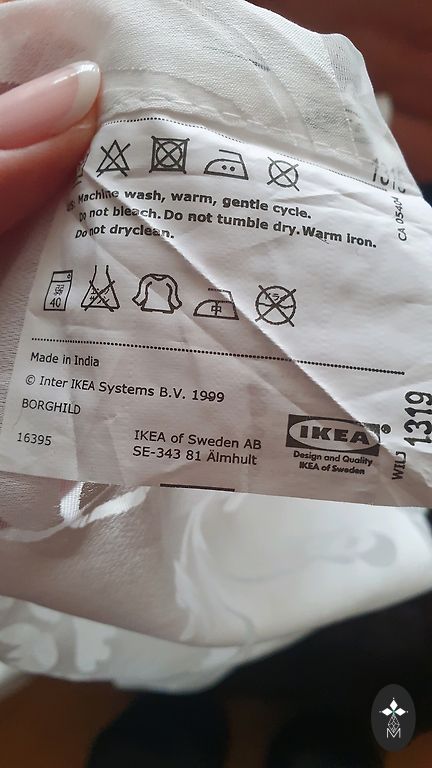 1319
CA 05404
US: Machine wash, warm, gentle cycle.
Do not bleach. Do not tumble dry. Warm iron.
Do not dryclean.
40
Made in India
© Inter IKEA Systems B.V. 1999
BORGHILD
16395
IKEA of Sweden AB
SE-343 81 Älmhult
IKEA®
Design and Quality
IKEA of Sweden
1319
M